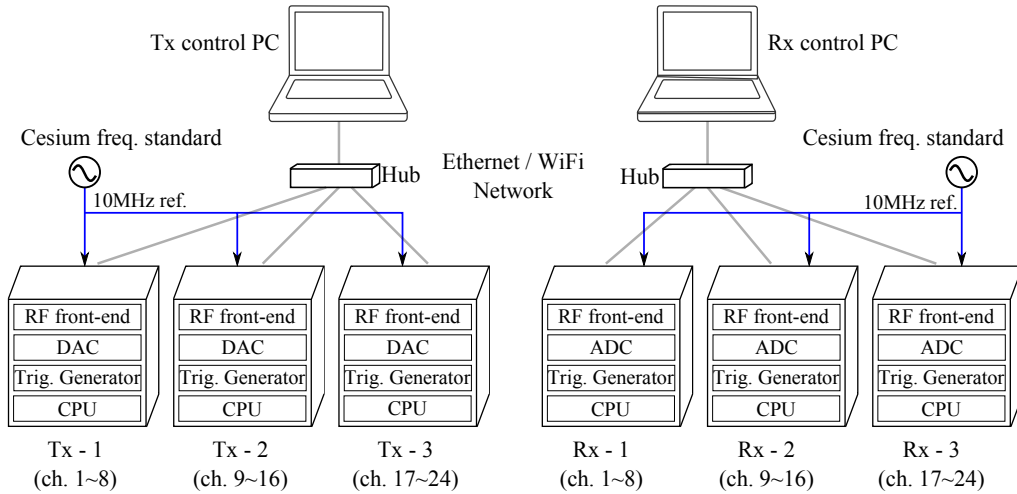 Tx control PC
Rx control PC
Cesium freq. standard
Cesium freq. standard
Hub
Ethernet / WiFi
Network
Hub
10MHz ref.
10MHz ref.
RF front-end
DAC
Trig. Generator
CPU
RF front-end
DAC
Trig. Generator
CPU
RF front-end
DAC
Trig. Generator
CPU
RF front-end
ADC
Trig. Generator
CPU
RF front-end
ADC
Trig. Generator
CPU
RF front-end
ADC
Trig. Generator
CPU
Tx - 1
(ch. 1~8)
Tx - 2
(ch. 9~16)
Tx - 3
(ch. 17~24)
Rx - 1
(ch. 1~8)
Rx - 2
(ch. 9~16)
Rx - 3
(ch. 17~24)